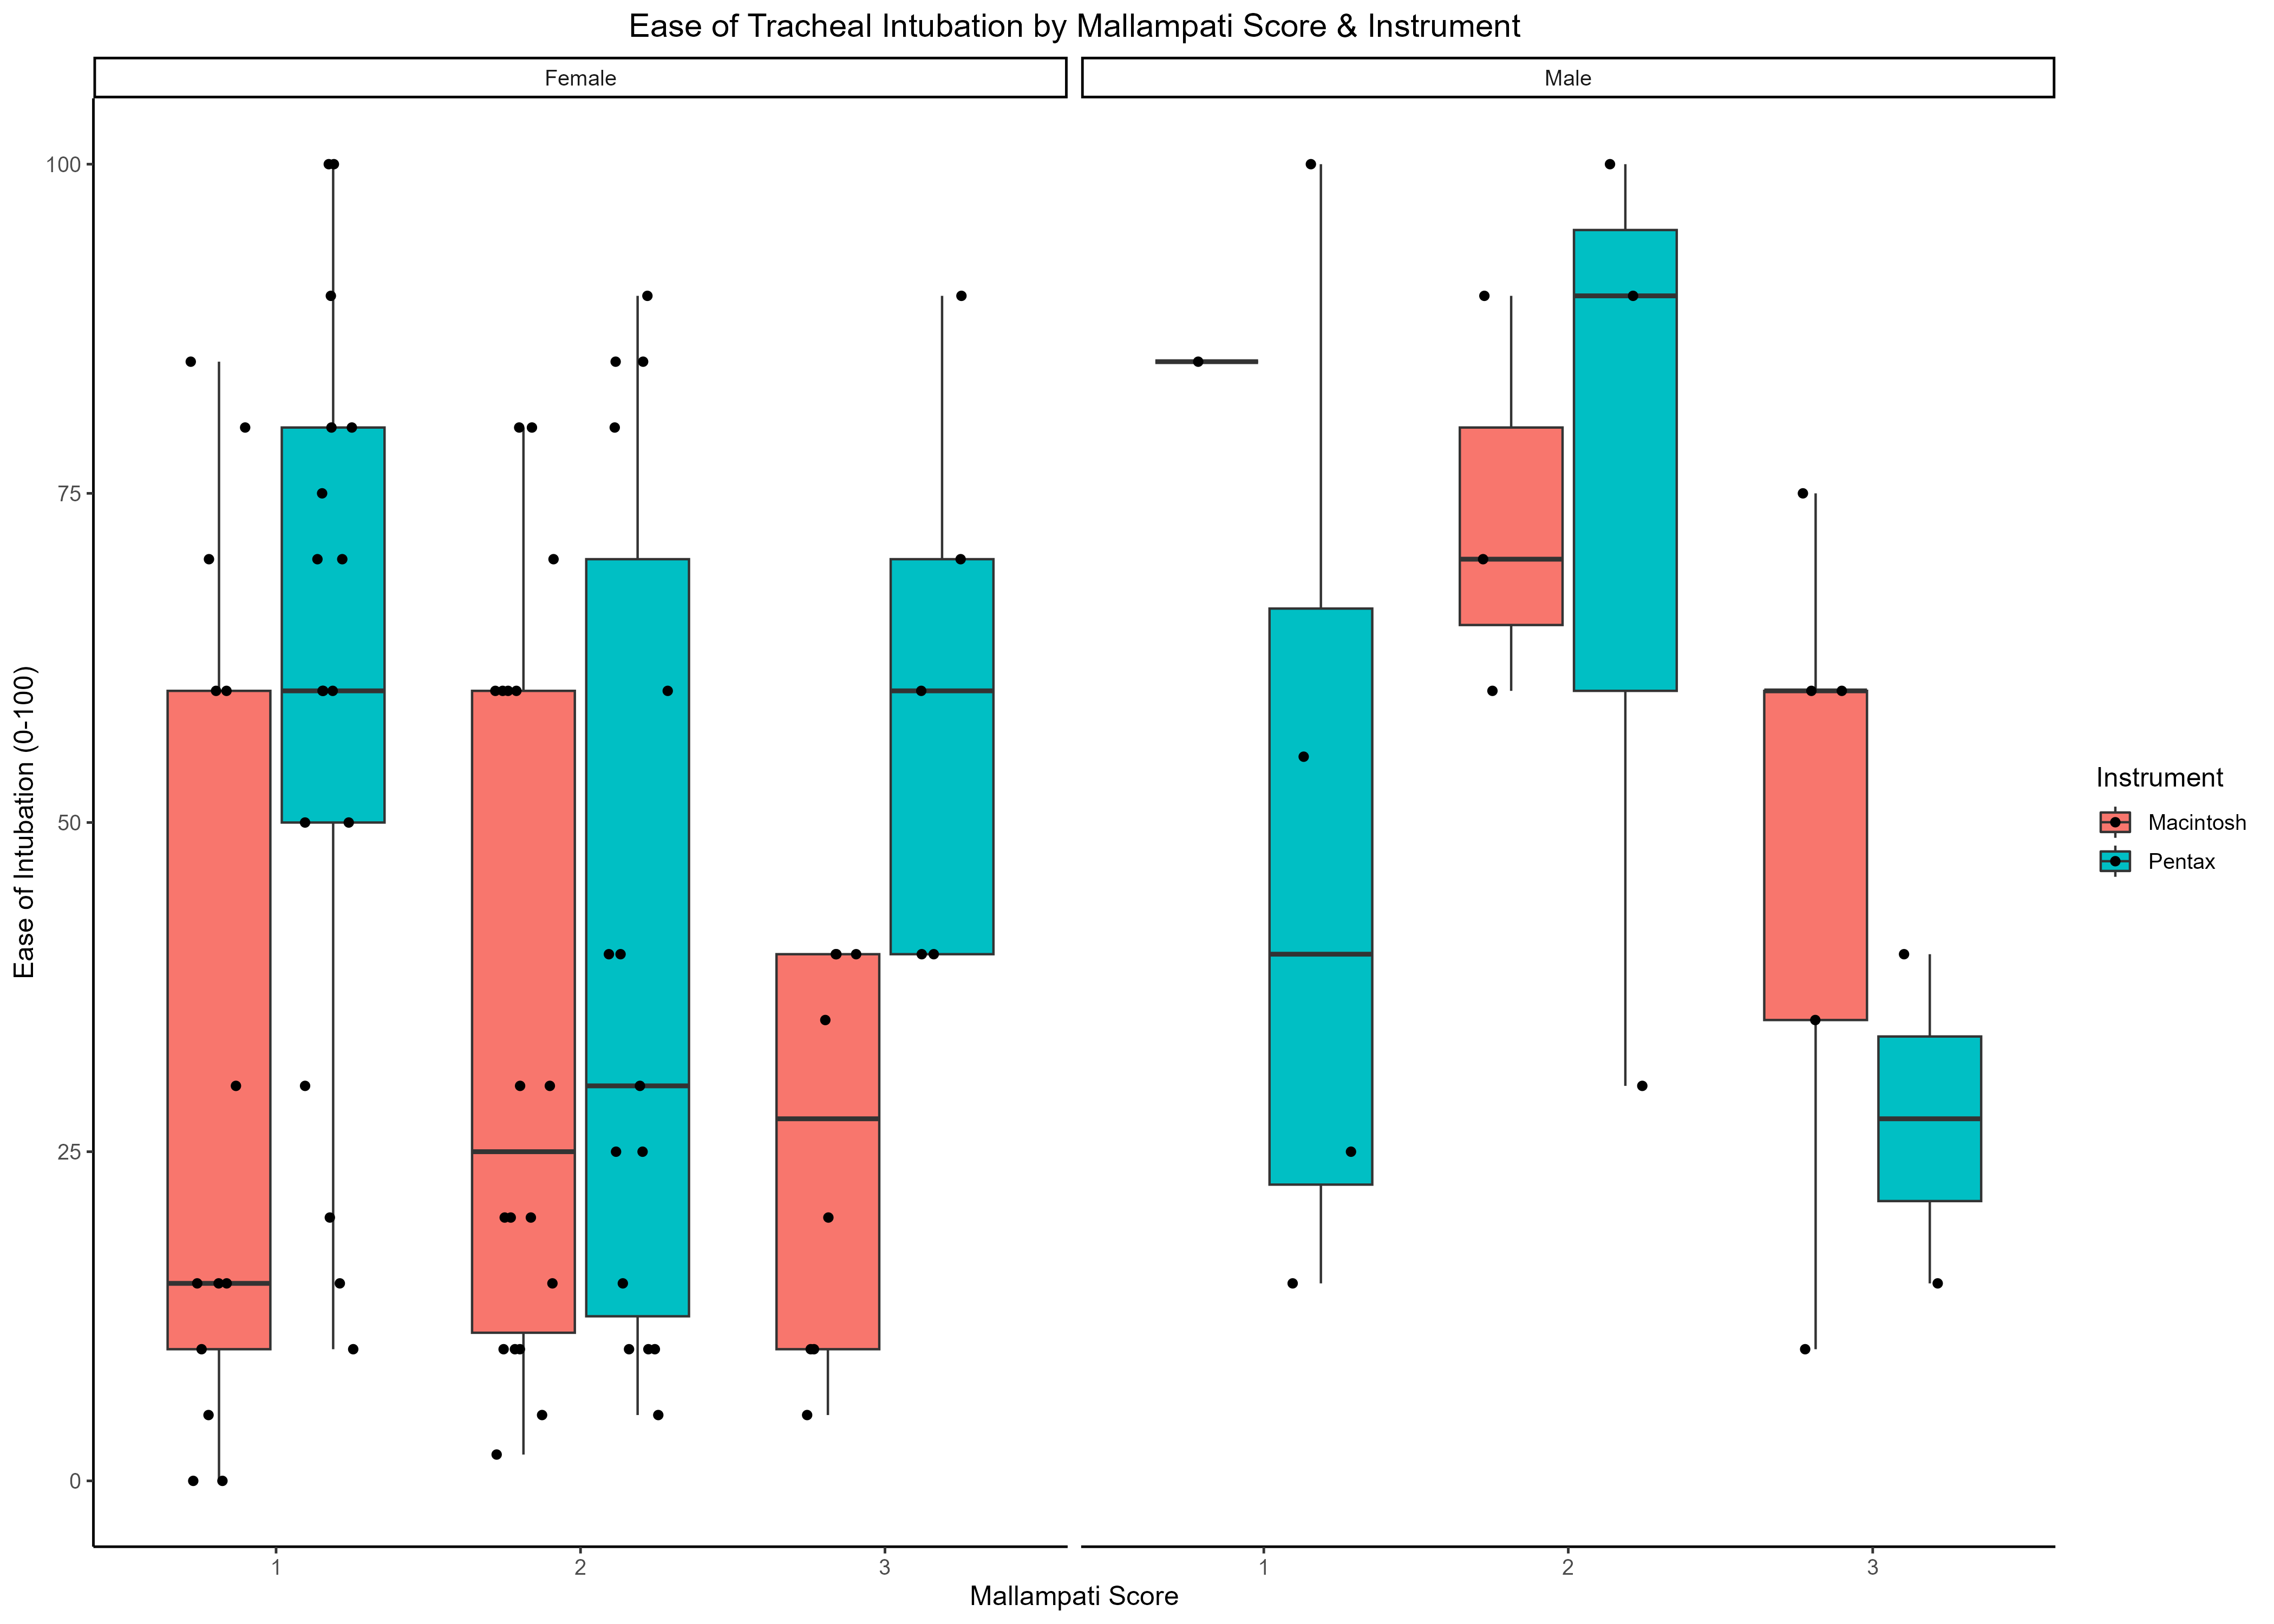 Ease of Tracheal Intubation by Mallampati Score & Instrument
Female
Male
100
75
50
25
0
Ease of Intubation (0-100)
1
2
3
1
2
3
Mallampati Score
Instrument
Macintosh
Pentax